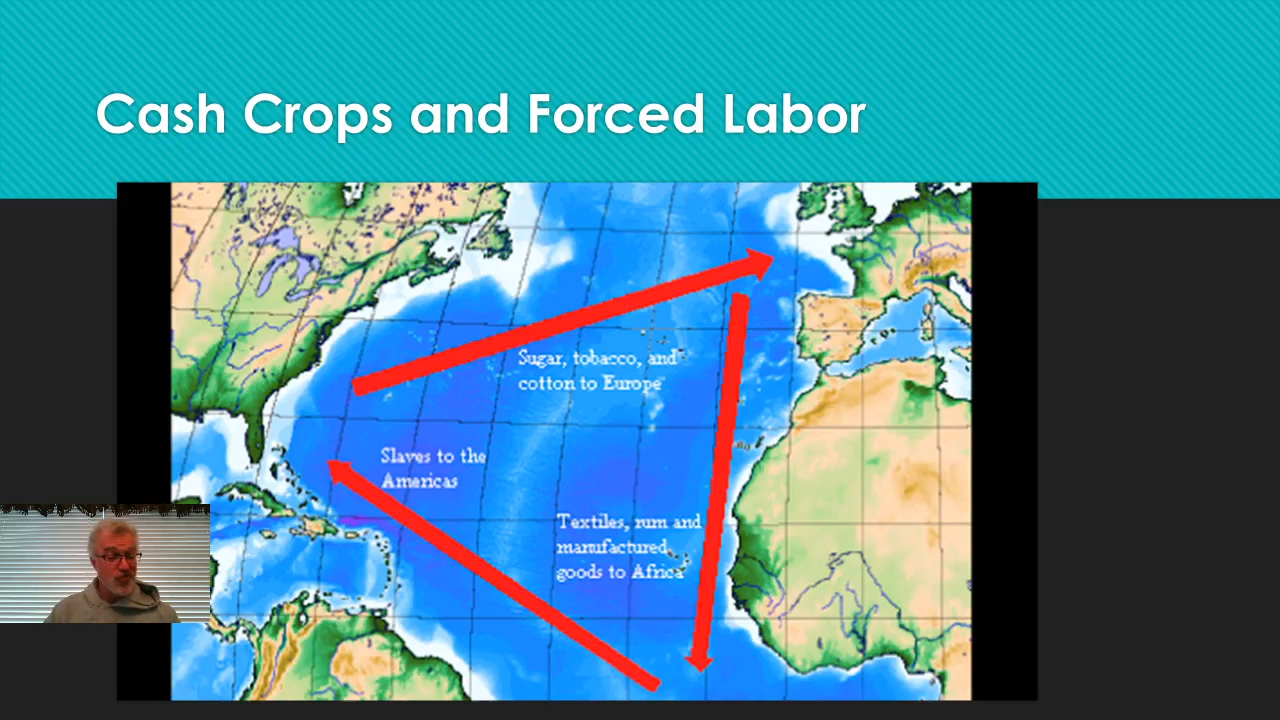 Cash Crops and Forced Labor
Sugar, tobacco, and
cotton to Europe
Slaves to the
Americas
Textiles, rum and
manufactured
goods to Africa